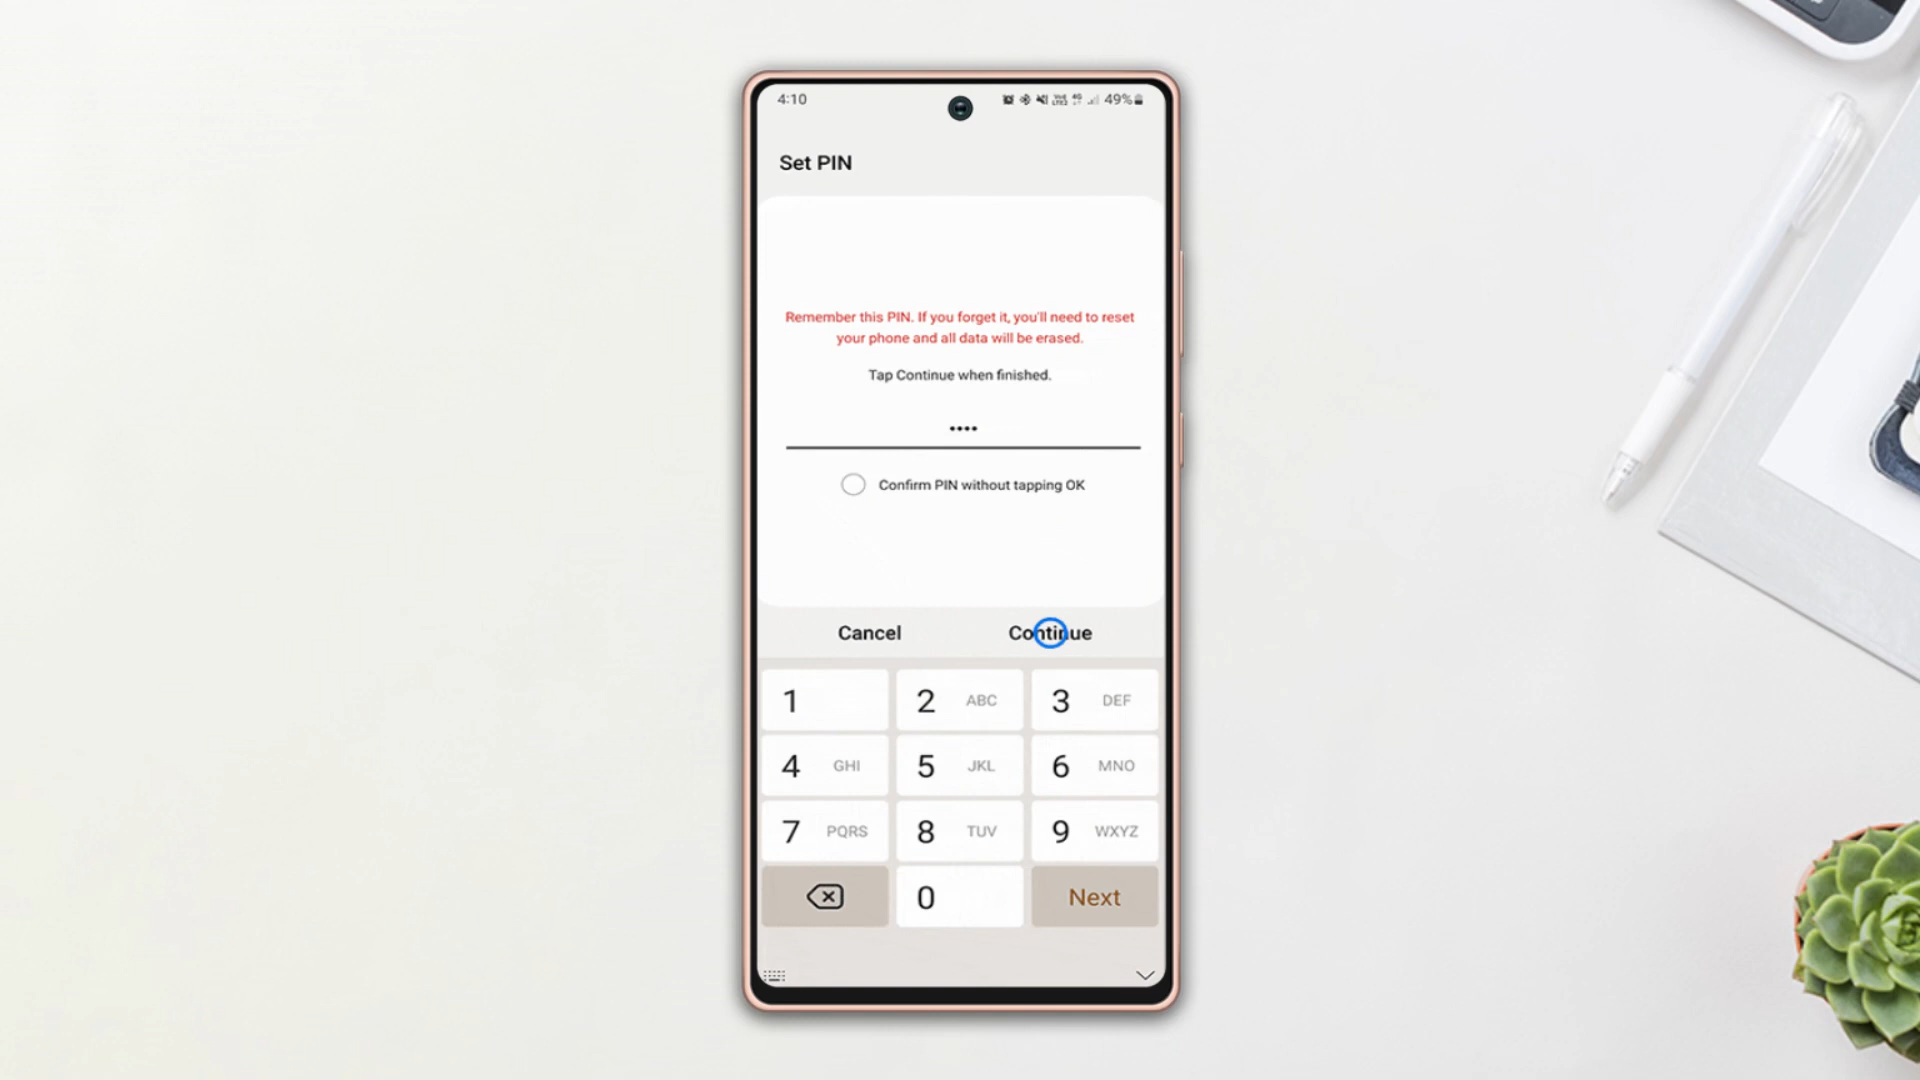 4:10
49%
Set PIN
Remember this PIN. If you forget it, you'll need to reset
your phone and all data will be erased.
Tap Continue when finished.
••••
Confirm PIN without tapping OK
Cancel Continue
1 2 ABC 3 DEF
4 GHI 5 JKL 6 MNO
7 PQRS 8 TUV 9 WXYZ
0 Next